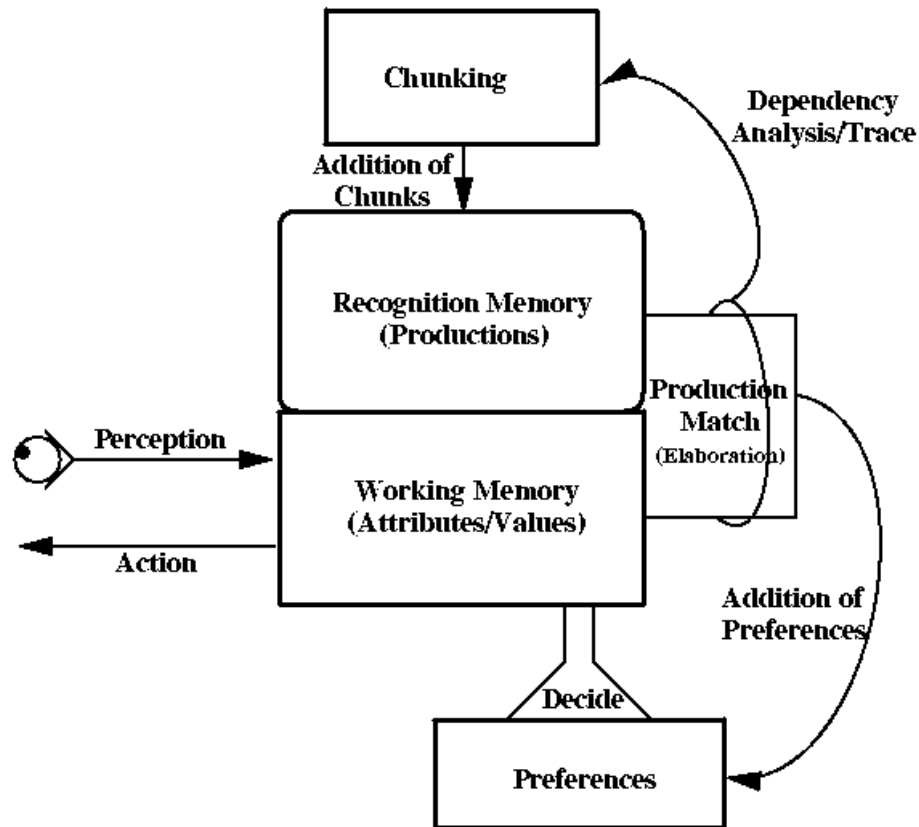 Chunking
Dependency
Analysis/Trace
Addition of
Chunks
Recognition Memory
(Productions)
Production
Match
(Elaboration)
Perception
Working Memory
(Attributes/Values)
Action
Addition of
Preferences
Decide
Preferences